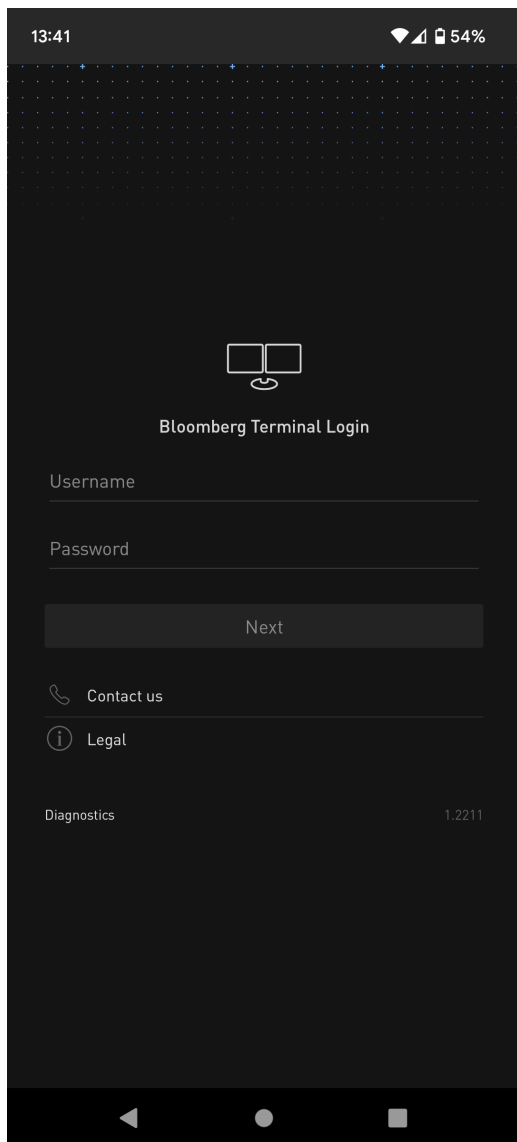 13:41
54%
Bloomberg Terminal Login
Username
Password
Next
Contact us
Legal
Diagnostics
1.2211